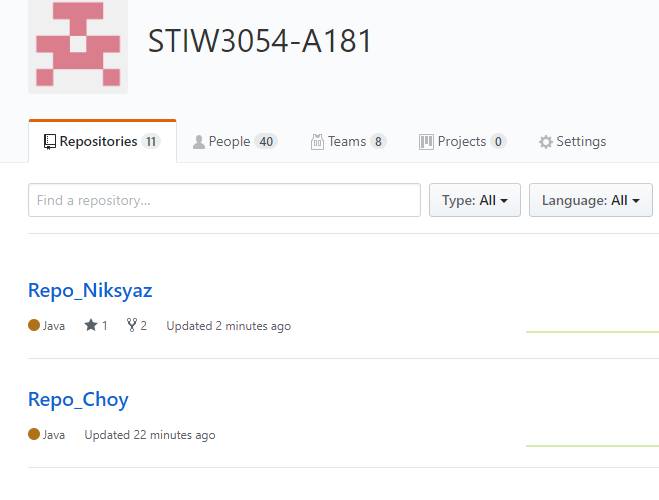 STIW3054-A181
Repositories 11 People 40 Teams 8 Projects 0 Settings
Find a repository... Type: All Language: All
Repo_Niksyaz
Java 1 2 Updated 2 minutes ago
Repo_Choy
Java Updated 22 minutes ago